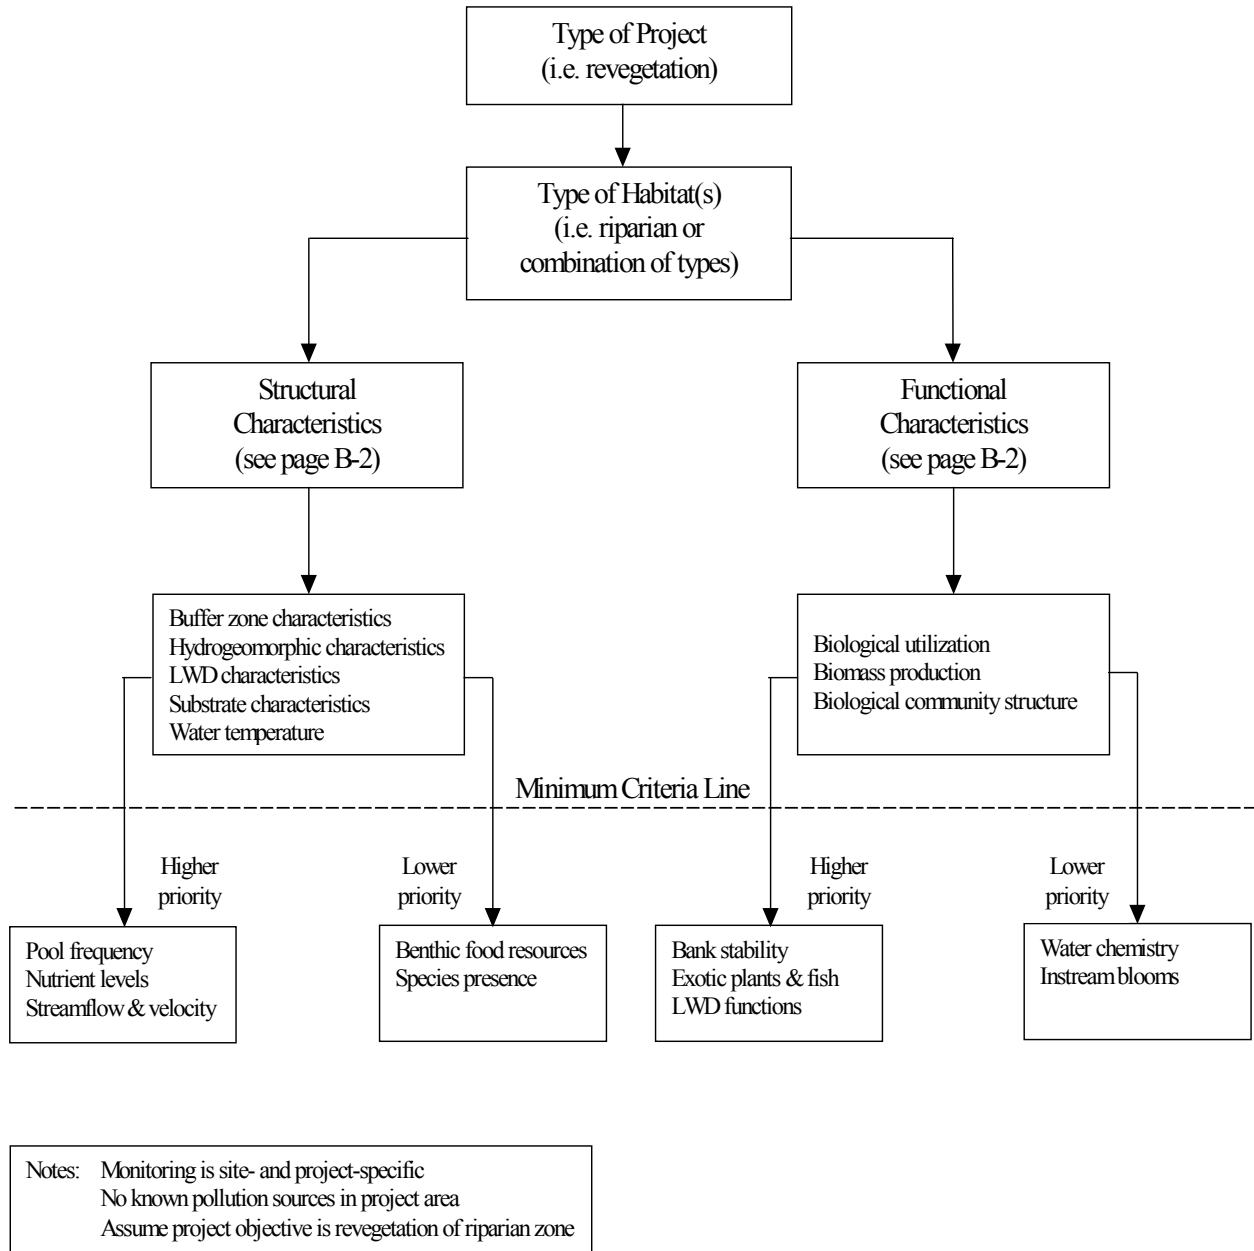 Type of Project
(i.e. revegetation)
Type of Habitat(s)
(i.e. riparian or
combination of types)
Structural
Characteristics
(see page B-2)
Functional
Characteristics
(see page B-2)
Buffer zone characteristics
Hydrogeomorphic characteristics
LWD characteristics
Substrate characteristics
Water temperature
Biological utilization
Biomass production
Biological community structure
Minimum Criteria Line
Higher
priority
Lower
priority
Higher
priority
Lower
priority
Pool frequency
Nutrient levels
Streamflow & velocity
Benthic food resources
Species presence
Bank stability
Exotic plants & fish
LWD functions
Water chemistry
Instream blooms
Notes: Monitoring is site- and project-specific
No known pollution sources in project area
Assume project objective is revegetation of riparian zone